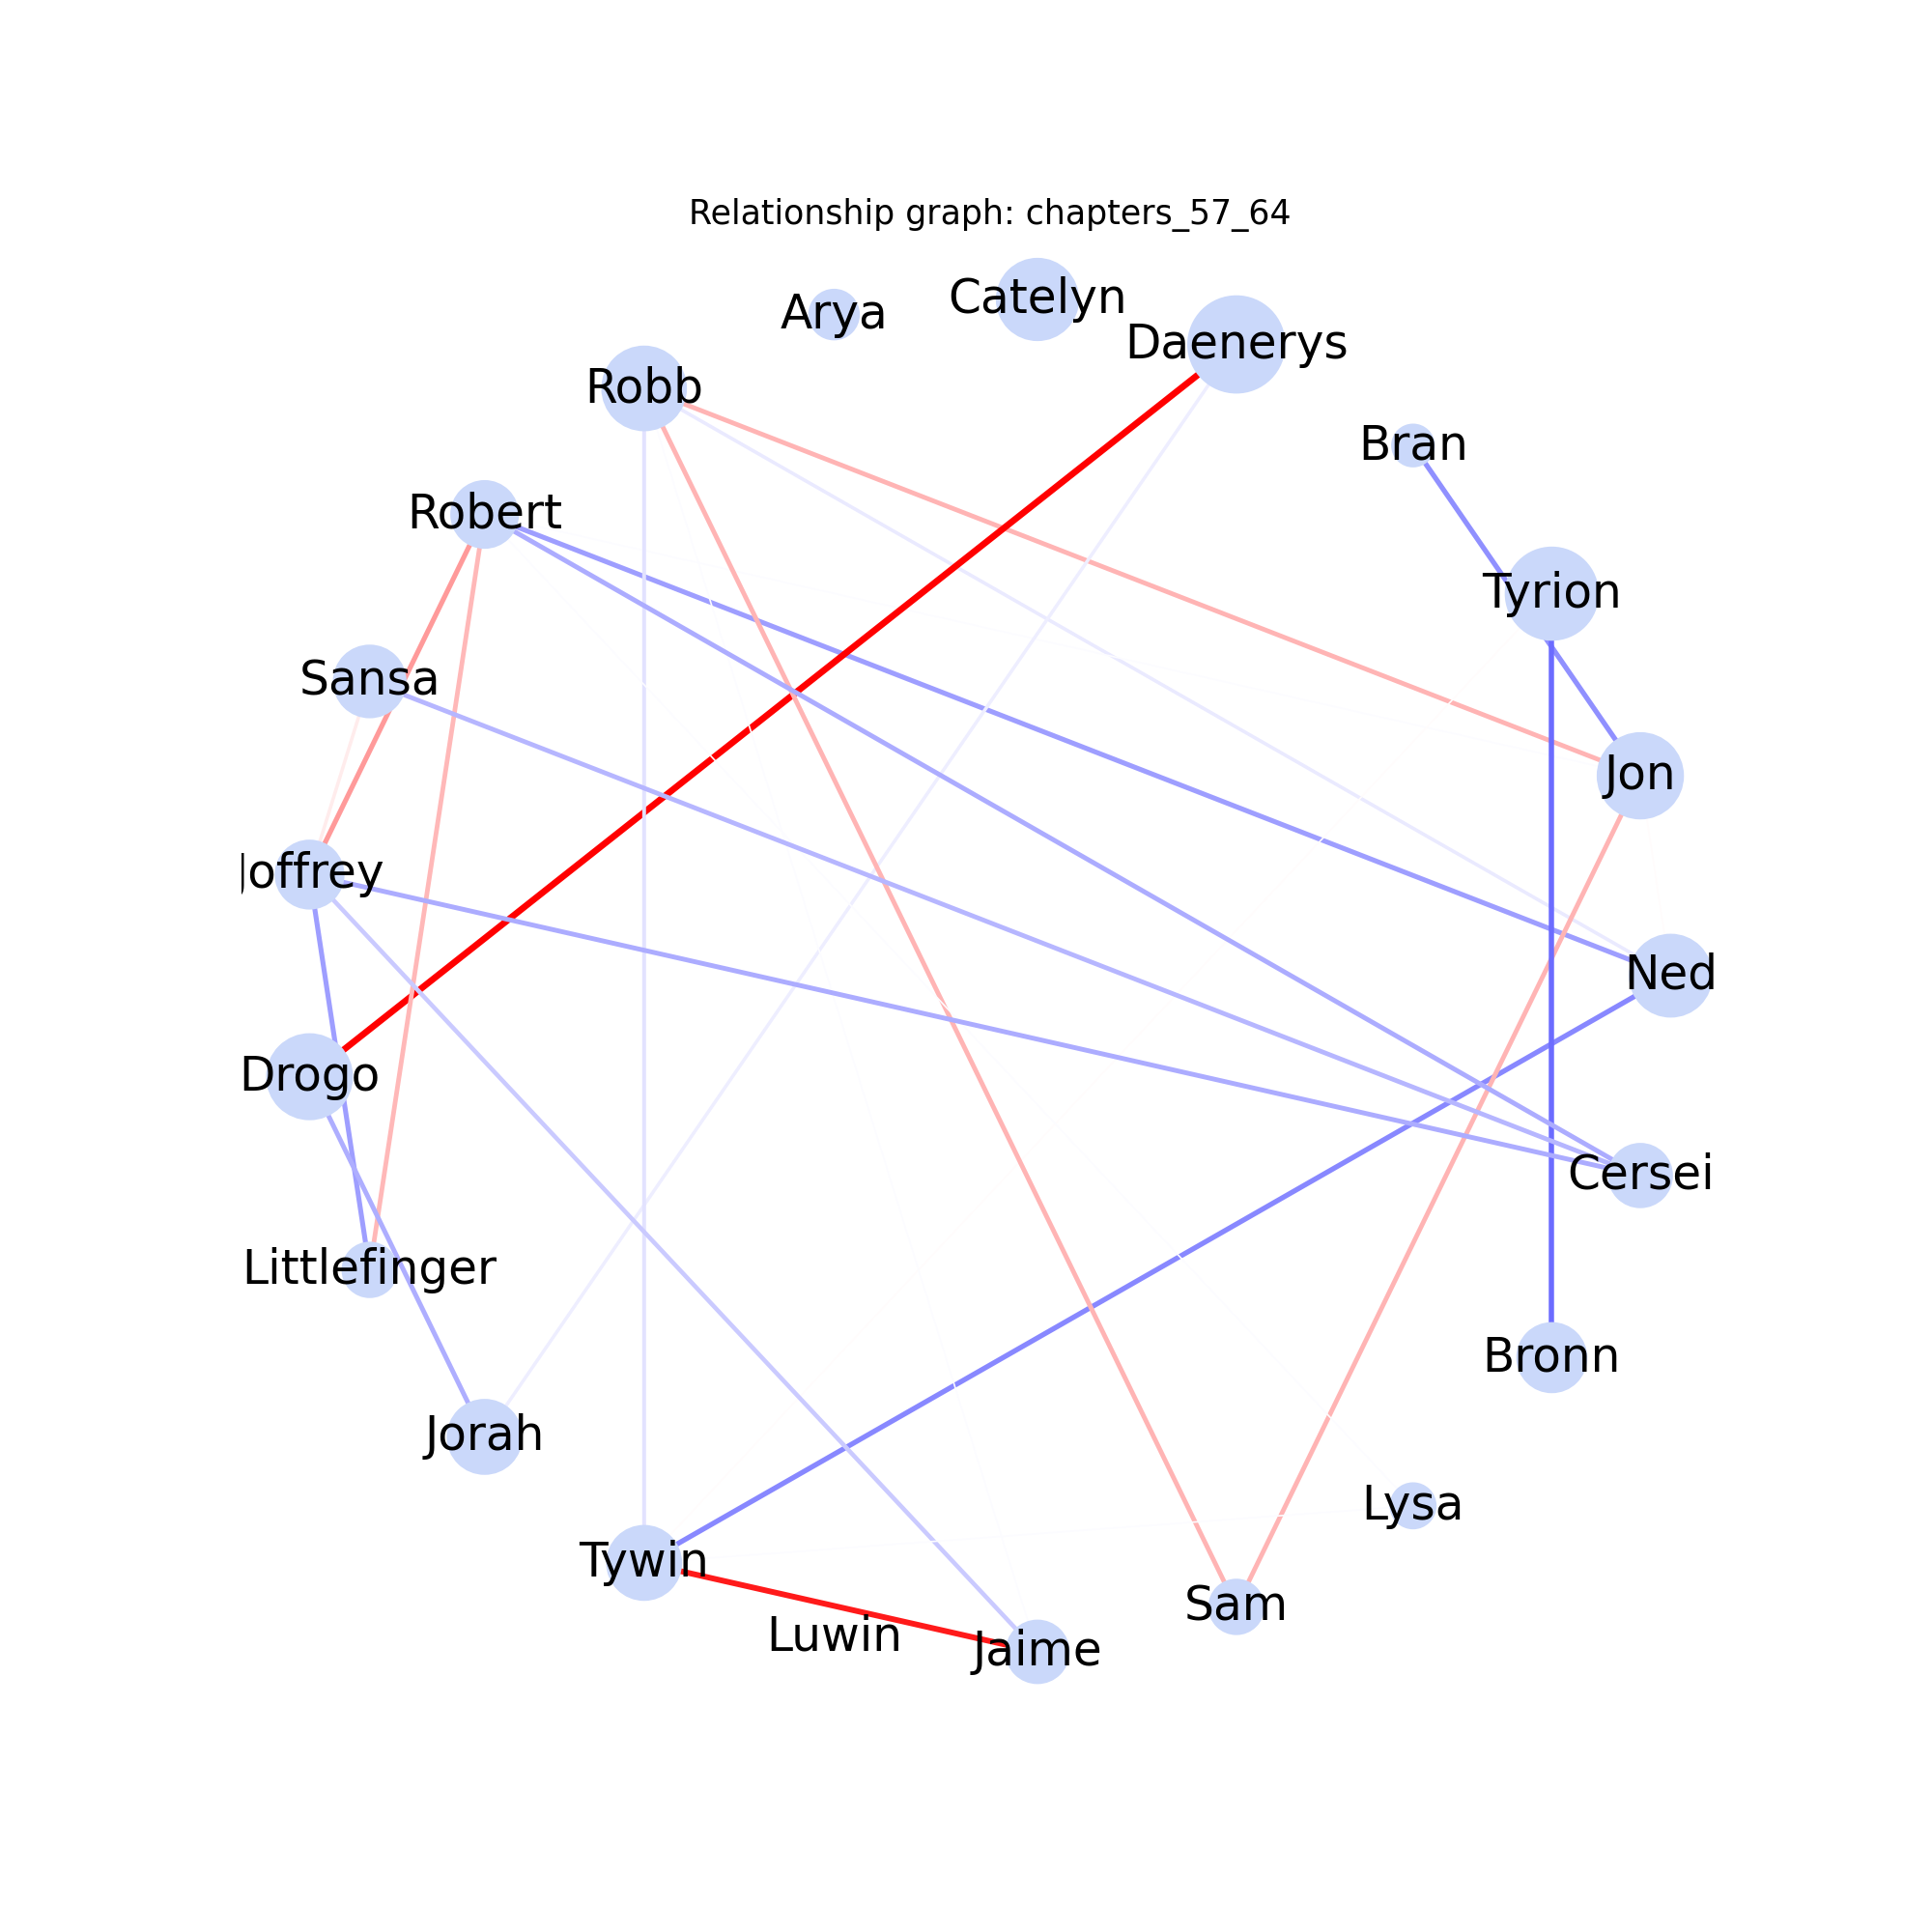 Relationship graph: chapters_57_64
Arya
Catelyn
Daenerys
Robb
Bran
Robert
Tyrion
Sansa
Jon
Joffrey
Ned
Drogo
Cersei
Littlefinger
Bronn
Jorah
Lysa
Tywin
Sam
Luwin
Jaime